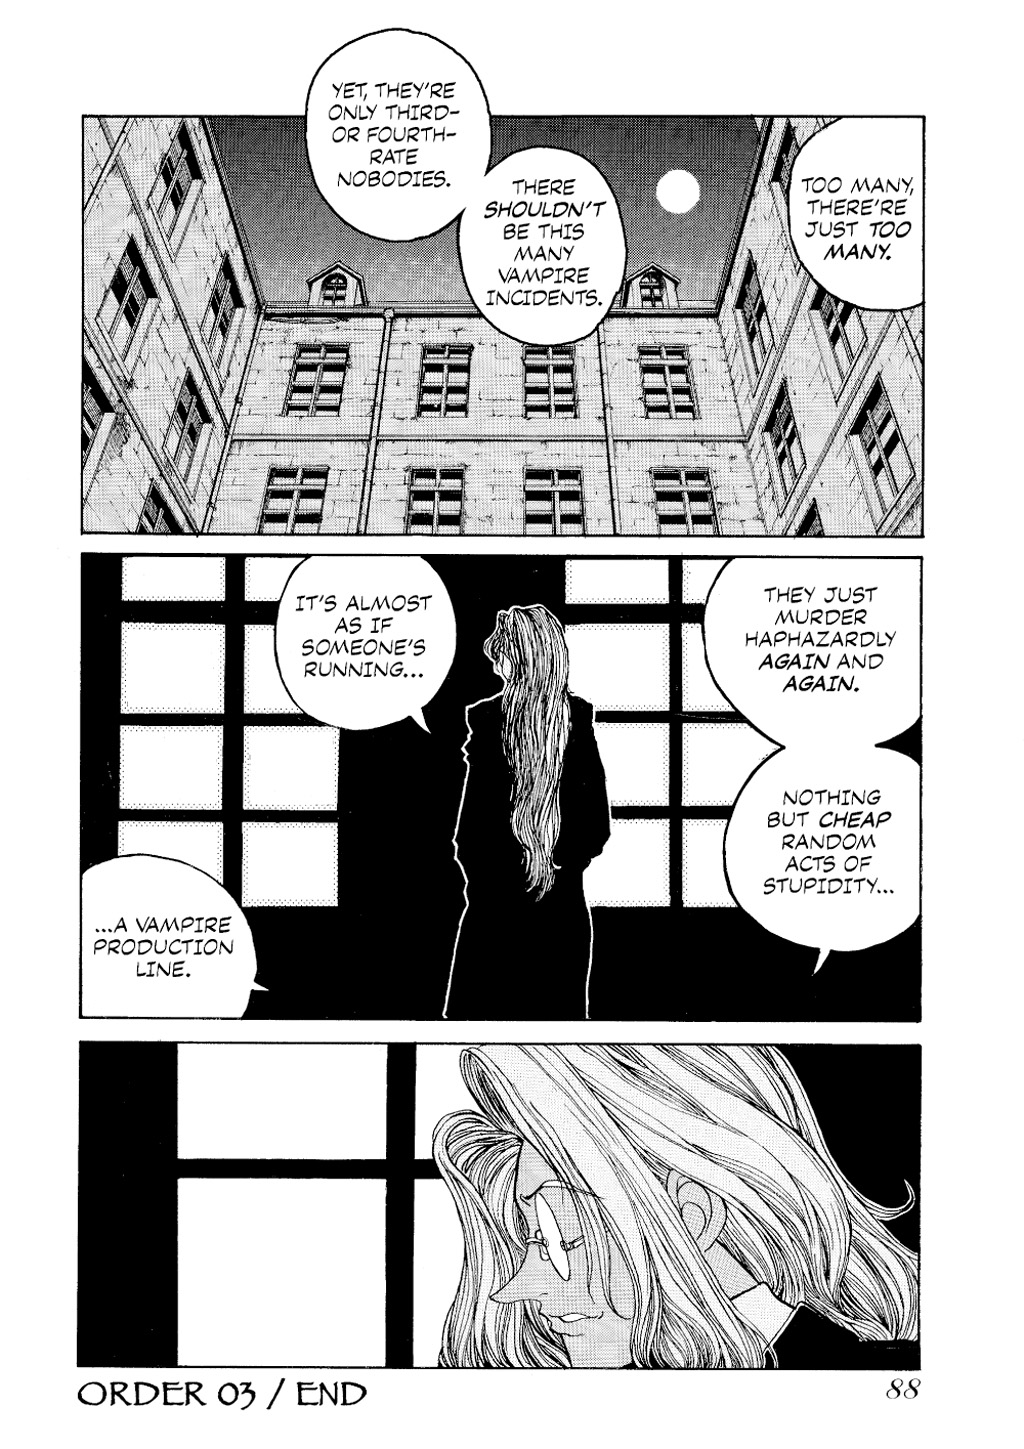 TOO MANY,
THERE'RE
JUST TOO
MANY.
THERE
SHOULDN'T
BE THIS
MANY
VAMPIRE
INCIDENTS.
YET, THEY'RE
ONLY THIRD-
OR FOURTH-
RATE
NOBODIES.
THEY JUST
MURDER
HAPHAZARDLY
AGAIN AND
AGAIN.
NOTHING
BUT CHEAP
RANDOM
ACTS OF
STUPIDITY...
IT'S ALMOST
AS IF
SOMEONE'S
RUNNING...
...A VAMPIRE
PRODUCTION
LINE.
ORDER 03 / END
88